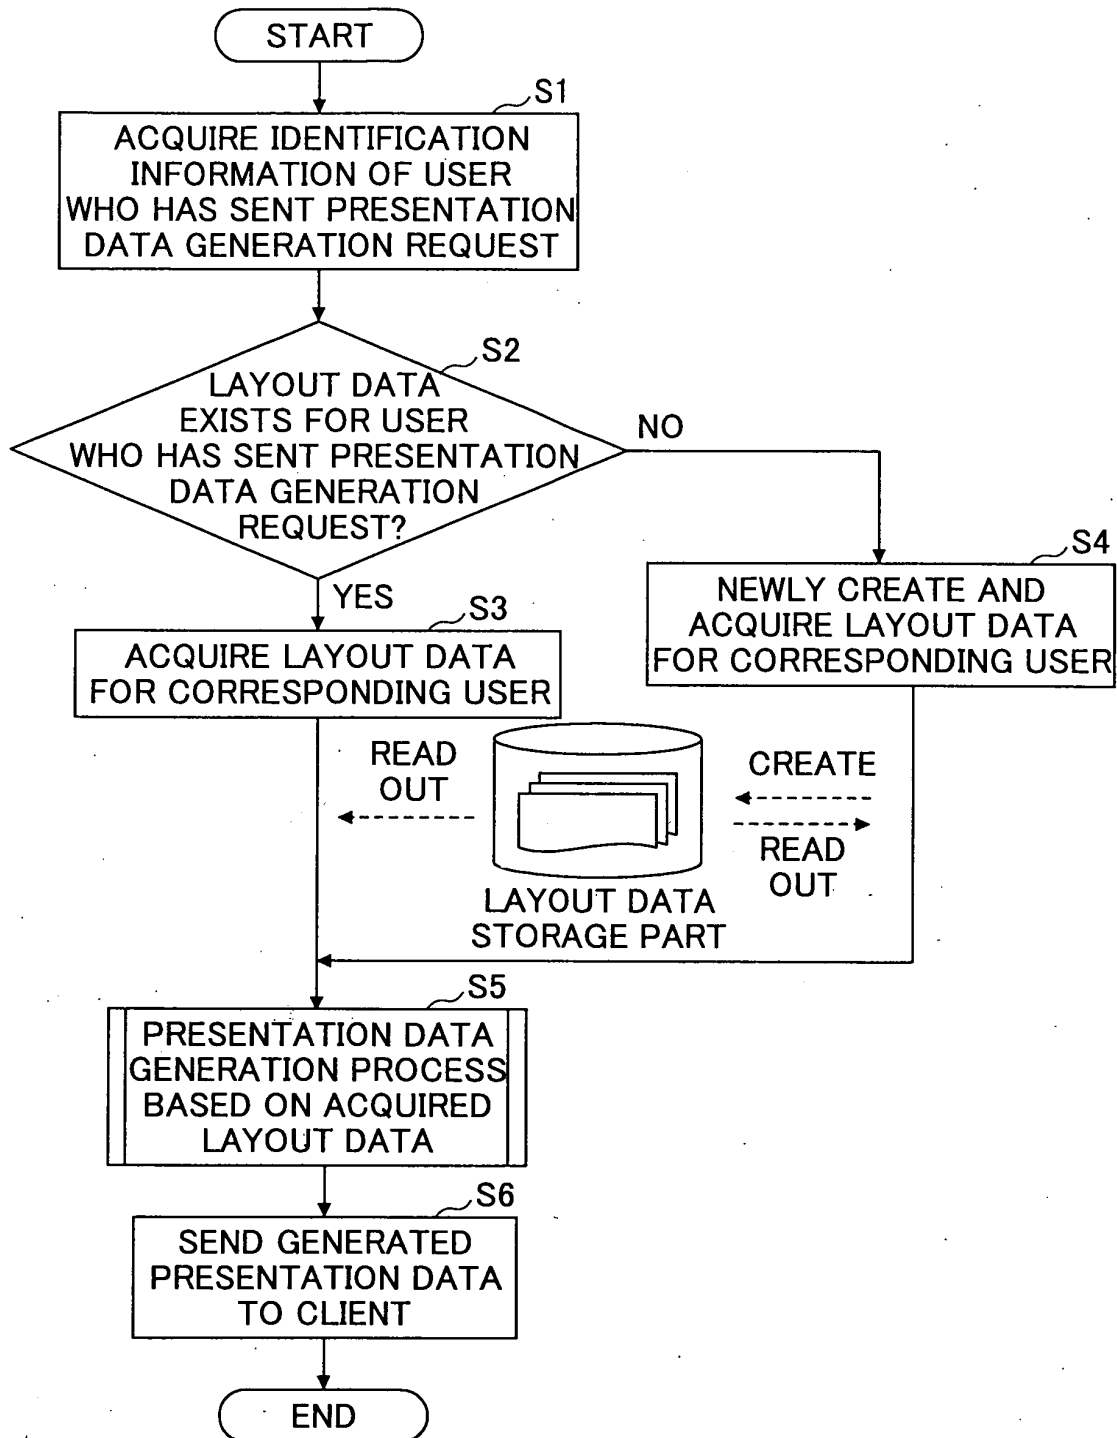 START
S1
ACQUIRE IDENTIFICATION
INFORMATION OF USER
WHO HAS SENT PRESENTATION
DATA GENERATION REQUEST
S2
LAYOUT DATA
EXISTS FOR USER
WHO HAS SENT PRESENTATION
DATA GENERATION
REQUEST?
NO
YES
S3
ACQUIRE LAYOUT DATA
FOR CORRESPONDING USER
S4
NEWLY CREATE AND
ACQUIRE LAYOUT DATA
FOR CORRESPONDING USER
READ
OUT
CREATE
READ
OUT
LAYOUT DATA
STORAGE PART
S5
PRESENTATION DATA
GENERATION PROCESS
BASED ON ACQUIRED
LAYOUT DATA
S6
SEND GENERATED
PRESENTATION DATA
TO CLIENT
END